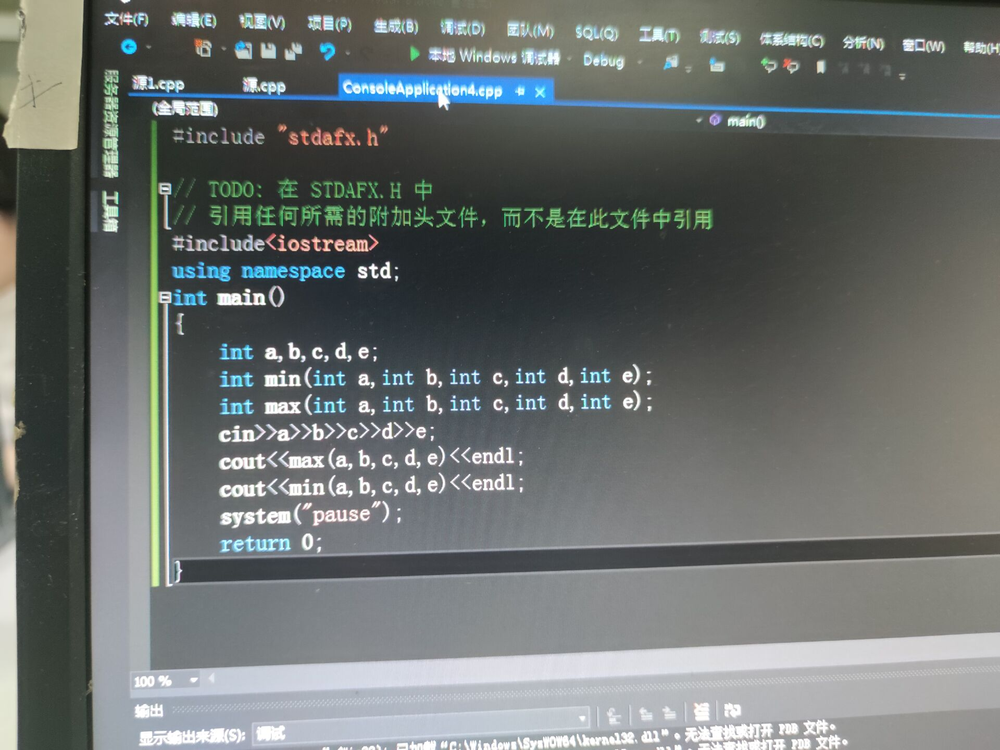 文件(F) 编辑(E) 视图(V) 项目(P) 生成(B) 调试(D) 团队(M) SQL(Q) 工具(T) 测试(S) 体系结构(C) 分析(N) 窗口(W) 帮助(H
本地 Windows 调试器 Debug
源1.cpp 源.cpp ConsoleApplication4.cpp
(全局范围) main()
服务器资源管理器
工具箱
#include "stdafx.h"
// TODO: 在 STDAFX.H 中
// 引用任何所需的附加头文件，而不是在此文件中引用
#include<iostream>
using namespace std;
int main()
{
int a,b,c,d,e;
int min(int a,int b,int c,int d,int e);
int max(int a,int b,int c,int d,int e);
cin>>a>>b>>c>>d>>e;
cout<<max(a,b,c,d,e)<<endl;
cout<<min(a,b,c,d,e)<<endl;
system("pause");
return 0;
}
100 %
输出
显示输出来源(S): 调试
已加载“C:\Windows\SysWOW64\kernel32.dll”。无法查找或打开 PDB 文件。
无法查找或打开 PDB 文件。